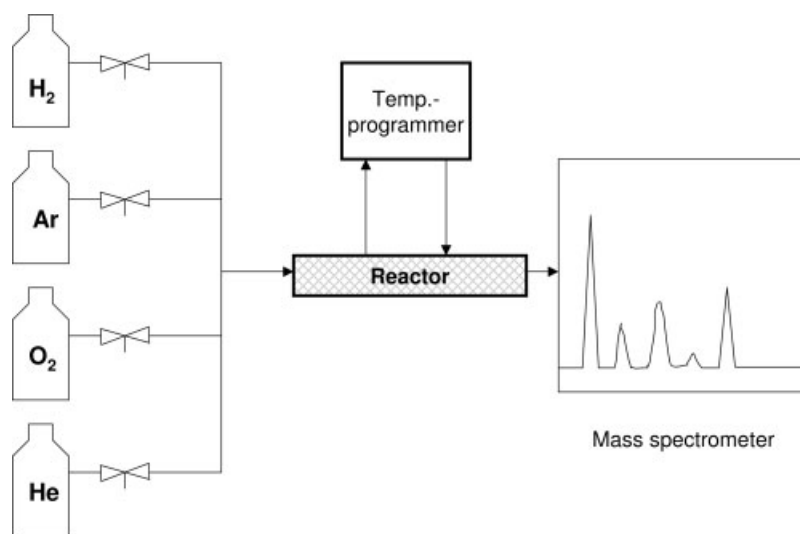 H₂
Ar
O₂
He
Temp.-
programmer
Reactor
Mass spectrometer